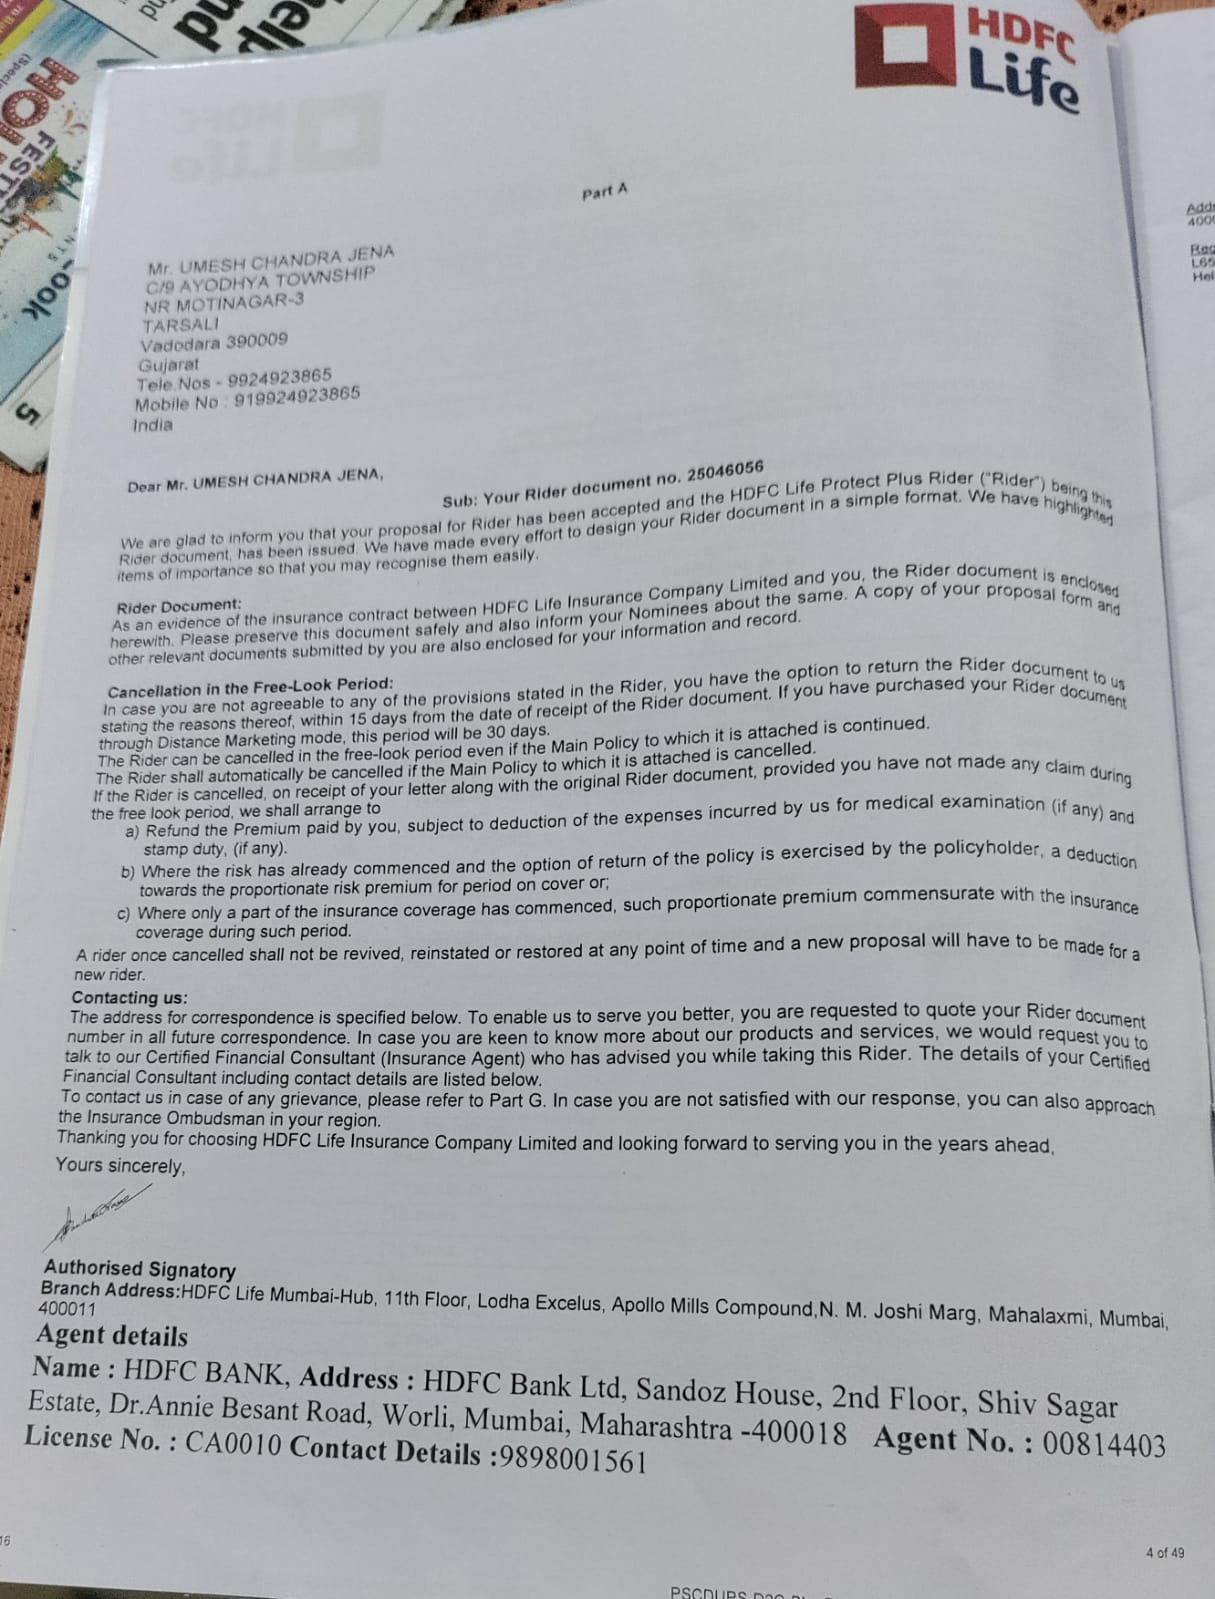 HDFC
Life
Part A
Mr. UMESH CHANDRA JENA
C/9 AYODHYA TOWNSHIP
NR MOTINAGAR-3
TARSALI
Vadodara 390009
Gujarat
Tele.Nos - 9924923865
Mobile No : 919924923865
India
Dear Mr. UMESH CHANDRA JENA,
Sub: Your Rider document no. 25046056
We are glad to inform you that your proposal for Rider has been accepted and the HDFC Life Protect Plus Rider ("Rider") being this
Rider document, has been issued. We have made every effort to design your Rider document in a simple format. We have highlighted
items of importance so that you may recognise them easily.
Rider Document:
As an evidence of the insurance contract between HDFC Life Insurance Company Limited and you, the Rider document is enclosed
herewith. Please preserve this document safely and also inform your Nominees about the same. A copy of your proposal form and
other relevant documents submitted by you are also enclosed for your information and record.
Cancellation in the Free-Look Period:
In case you are not agreeable to any of the provisions stated in the Rider, you have the option to return the Rider document to us
stating the reasons thereof, within 15 days from the date of receipt of the Rider document. If you have purchased your Rider document
through Distance Marketing mode, this period will be 30 days.
The Rider can be cancelled in the free-look period even if the Main Policy to which it is attached is continued.
The Rider shall automatically be cancelled if the Main Policy to which it is attached is cancelled.
If the Rider is cancelled, on receipt of your letter along with the original Rider document, provided you have not made any claim during
the free look period, we shall arrange to
a) Refund the Premium paid by you, subject to deduction of the expenses incurred by us for medical examination (if any) and
stamp duty, (if any).
b) Where the risk has already commenced and the option of return of the policy is exercised by the policyholder, a deduction
towards the proportionate risk premium for period on cover or;
c) Where only a part of the insurance coverage has commenced, such proportionate premium commensurate with the insurance
coverage during such period.
A rider once cancelled shall not be revived, reinstated or restored at any point of time and a new proposal will have to be made for a
new rider.
Contacting us:
The address for correspondence is specified below. To enable us to serve you better, you are requested to quote your Rider document
number in all future correspondence. In case you are keen to know more about our products and services, we would request you to
talk to our Certified Financial Consultant (Insurance Agent) who has advised you while taking this Rider. The details of your Certified
Financial Consultant including contact details are listed below.
To contact us in case of any grievance, please refer to Part G. In case you are not satisfied with our response, you can also approach
the Insurance Ombudsman in your region.
Thanking you for choosing HDFC Life Insurance Company Limited and looking forward to serving you in the years ahead,
Yours sincerely,
Authorised Signatory
Branch Address:HDFC Life Mumbai-Hub, 11th Floor, Lodha Excelus, Apollo Mills Compound,N. M. Joshi Marg, Mahalaxmi, Mumbai,
400011
Agent details
Name : HDFC BANK, Address : HDFC Bank Ltd, Sandoz House, 2nd Floor, Shiv Sagar
Estate, Dr.Annie Besant Road, Worli, Mumbai, Maharashtra -400018 Agent No. : 00814403
License No. : CA0010 Contact Details :9898001561
4 of 49